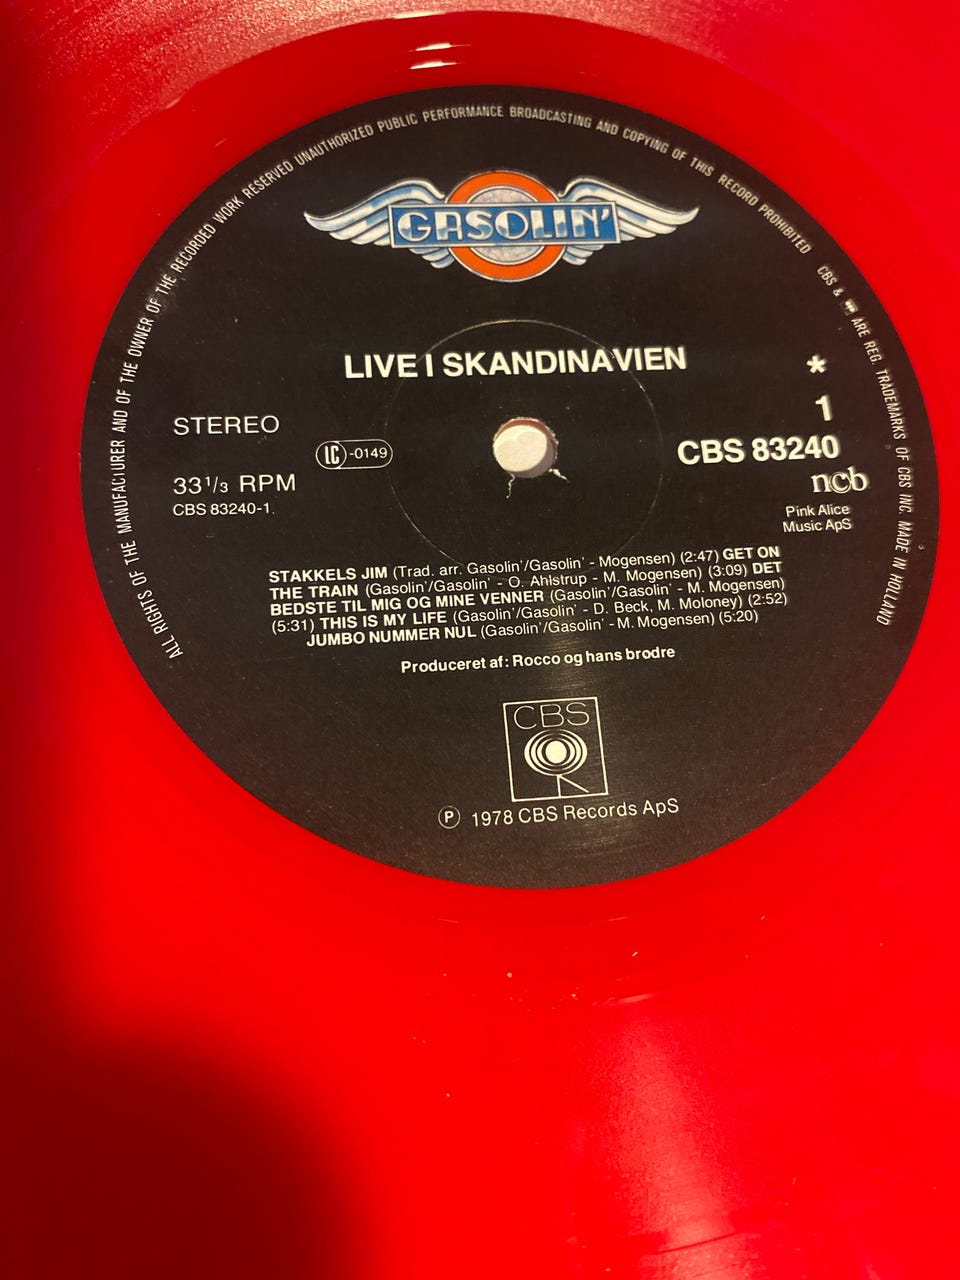 ALL RIGHTS OF THE MANUFACTURER AND OF THE OWNER OF THE RECORDED WORK RESERVED UNAUTHORIZED PUBLIC PERFORMANCE BROADCASTING AND COPYING OF THIS RECORD PROHIBITED CBS & ARE REG. TRADEMARKS OF CBS INC. MADE IN HOLLAND
GASOLIN'
LIVE I SKANDINAVIEN
*
1
STEREO
LC-0149
CBS 83240
33 1/3 RPM
ncb
CBS 83240-1
Pink Alice
Music ApS
STAKKELS JIM (Trad. arr. Gasolin'/Gasolin' - Mogensen) (2:47) GET ON
THE TRAIN (Gasolin'/Gasolin' - O. Ahlstrup - M. Mogensen) (3:09) DET
BEDSTE TIL MIG OG MINE VENNER (Gasolin'/Gasolin' - M. Mogensen)
(5:31) THIS IS MY LIFE (Gasolin'/Gasolin' - D. Beck, M. Moloney) (2:52)
JUMBO NUMMER NUL (Gasolin'/Gasolin' - M. Mogensen) (5:20)
Produceret af: Rocco og hans brødre
CBS
℗ 1978 CBS Records ApS